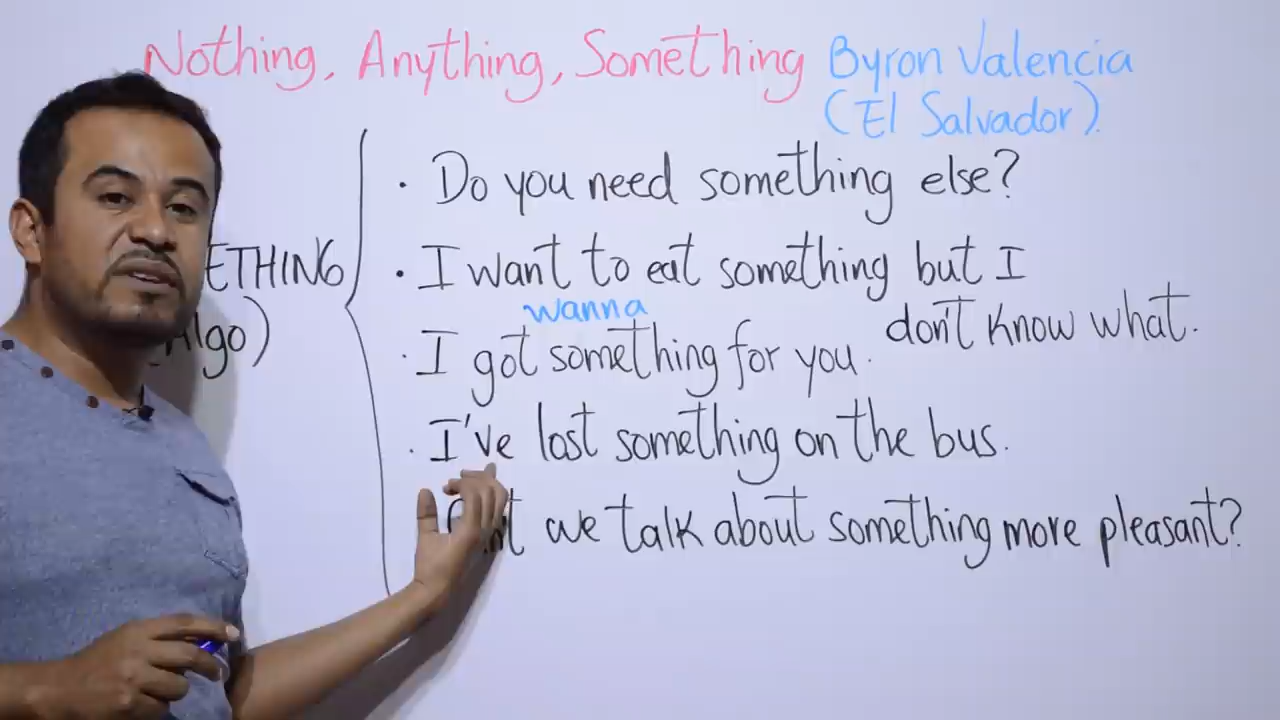 Nothing, Anything, Something Byron Valencia
(El Salvador).
ETHING
Algo)
· Do you need something else?
· I want to eat something but I
don't know what.
wanna
· I got something for you.
· I've lost something on the bus.
we talk about something more pleasant?